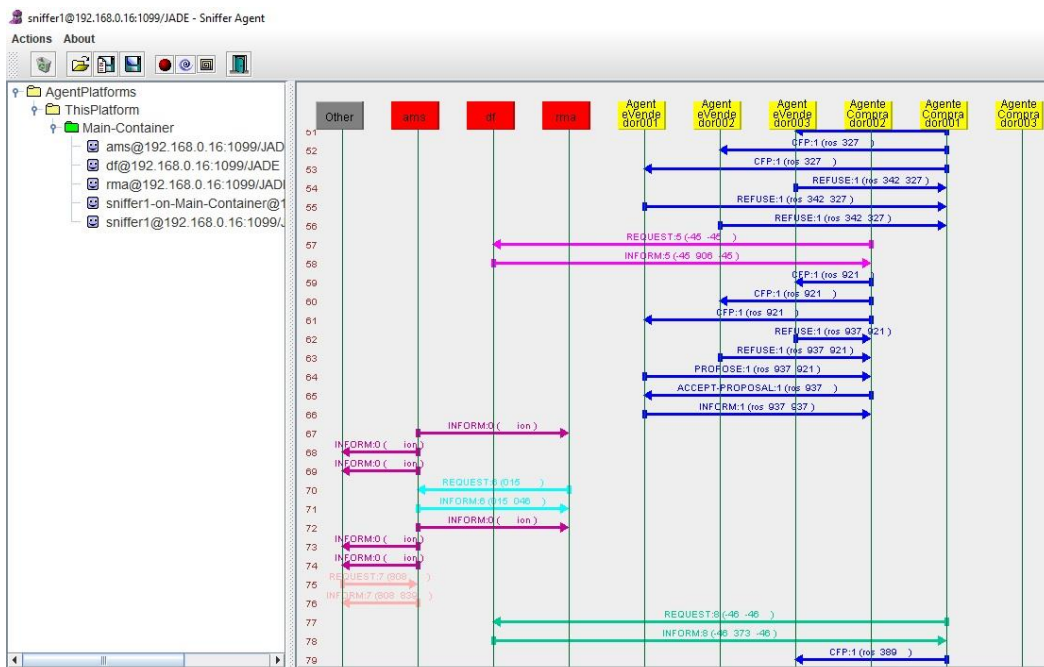 sniffer1@192.168.0.16:1099/JADE - Sniffer Agent
Actions About
AgentPlatforms
ThisPlatform
Main-Container
ams@192.168.0.16:1099/JAD
df@192.168.0.16:1099/JADE
rma@192.168.0.16:1099/JADI
sniffer1-on-Main-Container@1
sniffer1@192.168.0.16:1099/J
Other
ams
df
rma
Agent
eVende
dor001
Agent
eVende
dor002
Agent
eVende
dor003
Agente
Compra
dor002
Agente
Compra
dor001
Agente
Compra
dor003
51
52 CFP:1 (ros 327 )
53 CFP:1 (ros 327 )
54 REFUSE:1 (ros 342 327)
55 REFUSE:1 (ros 342 327)
56 REFUSE:1 (ros 342 327)
57 REQUEST:5 (-45 -45 )
58 INFORM:5 (-45 906 -45)
59 CFP:1 (ros 921 )
60 CFP:1 (ros 921 )
61 CFP:1 (ros 921 )
62 REFUSE:1 (ros 937 921)
63 REFUSE:1 (ros 937 921)
64 PROPOSE:1 (ros 937 921)
65 ACCEPT-PROPOSAL:1 (ros 937 )
66 INFORM:1 (ros 937 937)
67 INFORM:0 ( ion )
68 INFORM:0 ( ion )
69 INFORM:0 ( ion )
70 REQUEST:6 (015 )
71 INFORM:6 (015 046 )
72 INFORM:0 ( ion )
73 INFORM:0 ( ion )
74 INFORM:0 ( ion )
75 REQUEST:7 (808 )
76 INFORM:7 (808 839 )
77 REQUEST:8 (-46 -46 )
78 INFORM:8 (-46 373 -46)
79 CFP:1 (ros 389 )